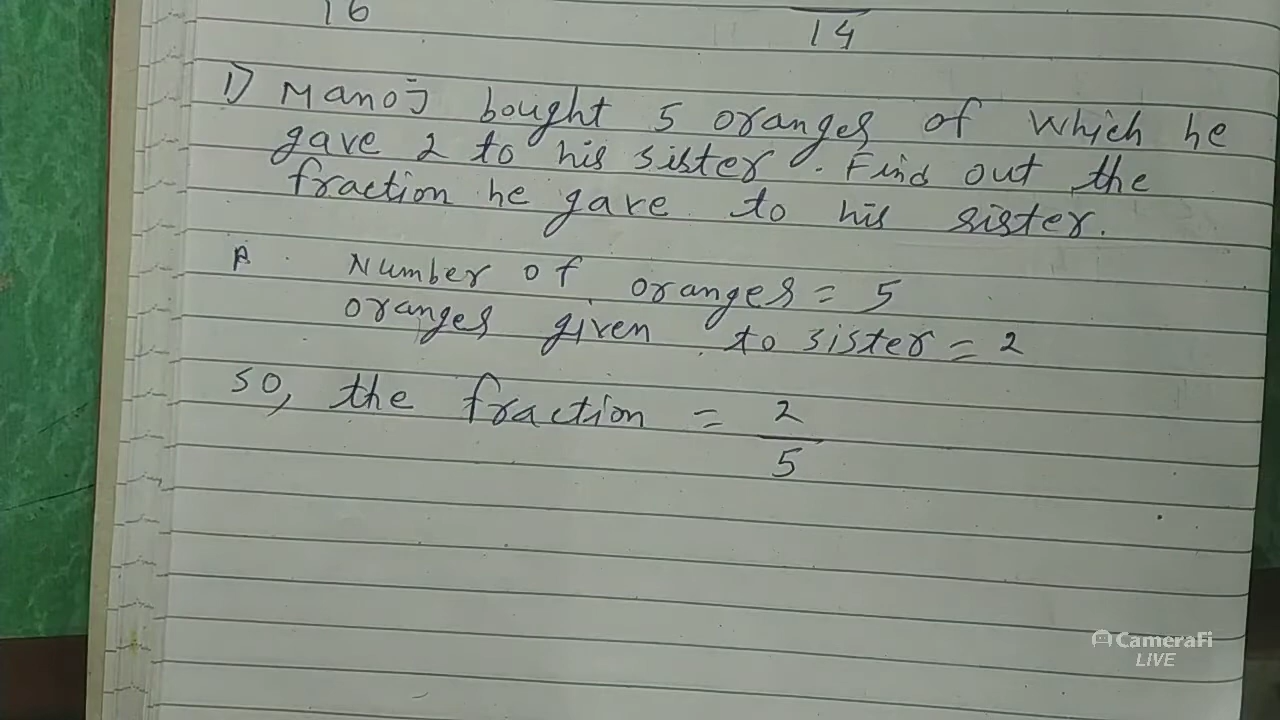 16
14
1) Manoj bought 5 oranges of which he
gave 2 to his sister. Find out the
fraction he gave to his sister.
A. Number of oranges = 5
oranges given to sister = 2
so, the fraction = 2
5
CameraFi
LIVE